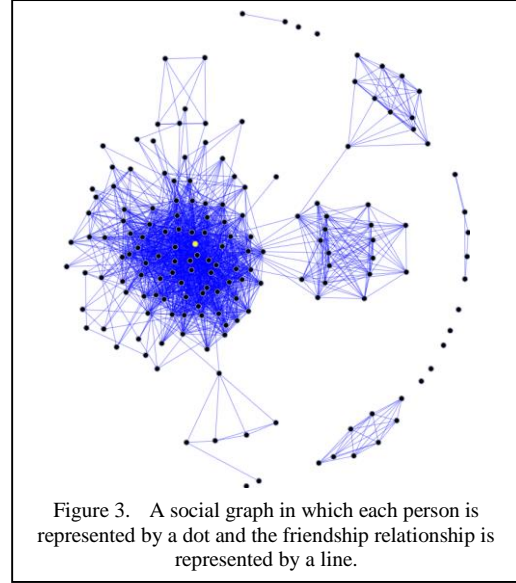 Figure 3. A social graph in which each person is
represented by a dot and the friendship relationship is
represented by a line.